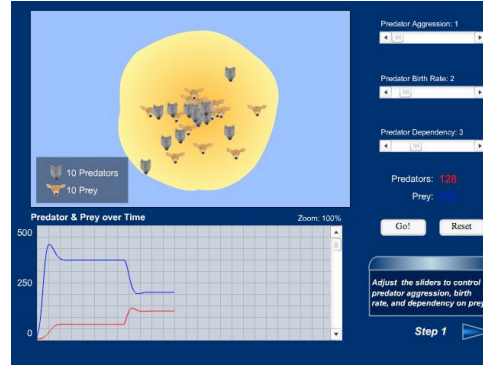 Predator Aggression: 1
Predator Birth Rate: 2
Predator Dependency: 3
10 Predators
10 Prey
Predators: 128
Prey:
Go!
Reset
Predator & Prey over Time
Zoom: 100%
500
250
0
Adjust the sliders to control
predator aggression, birth
rate, and dependency on prey
Step 1